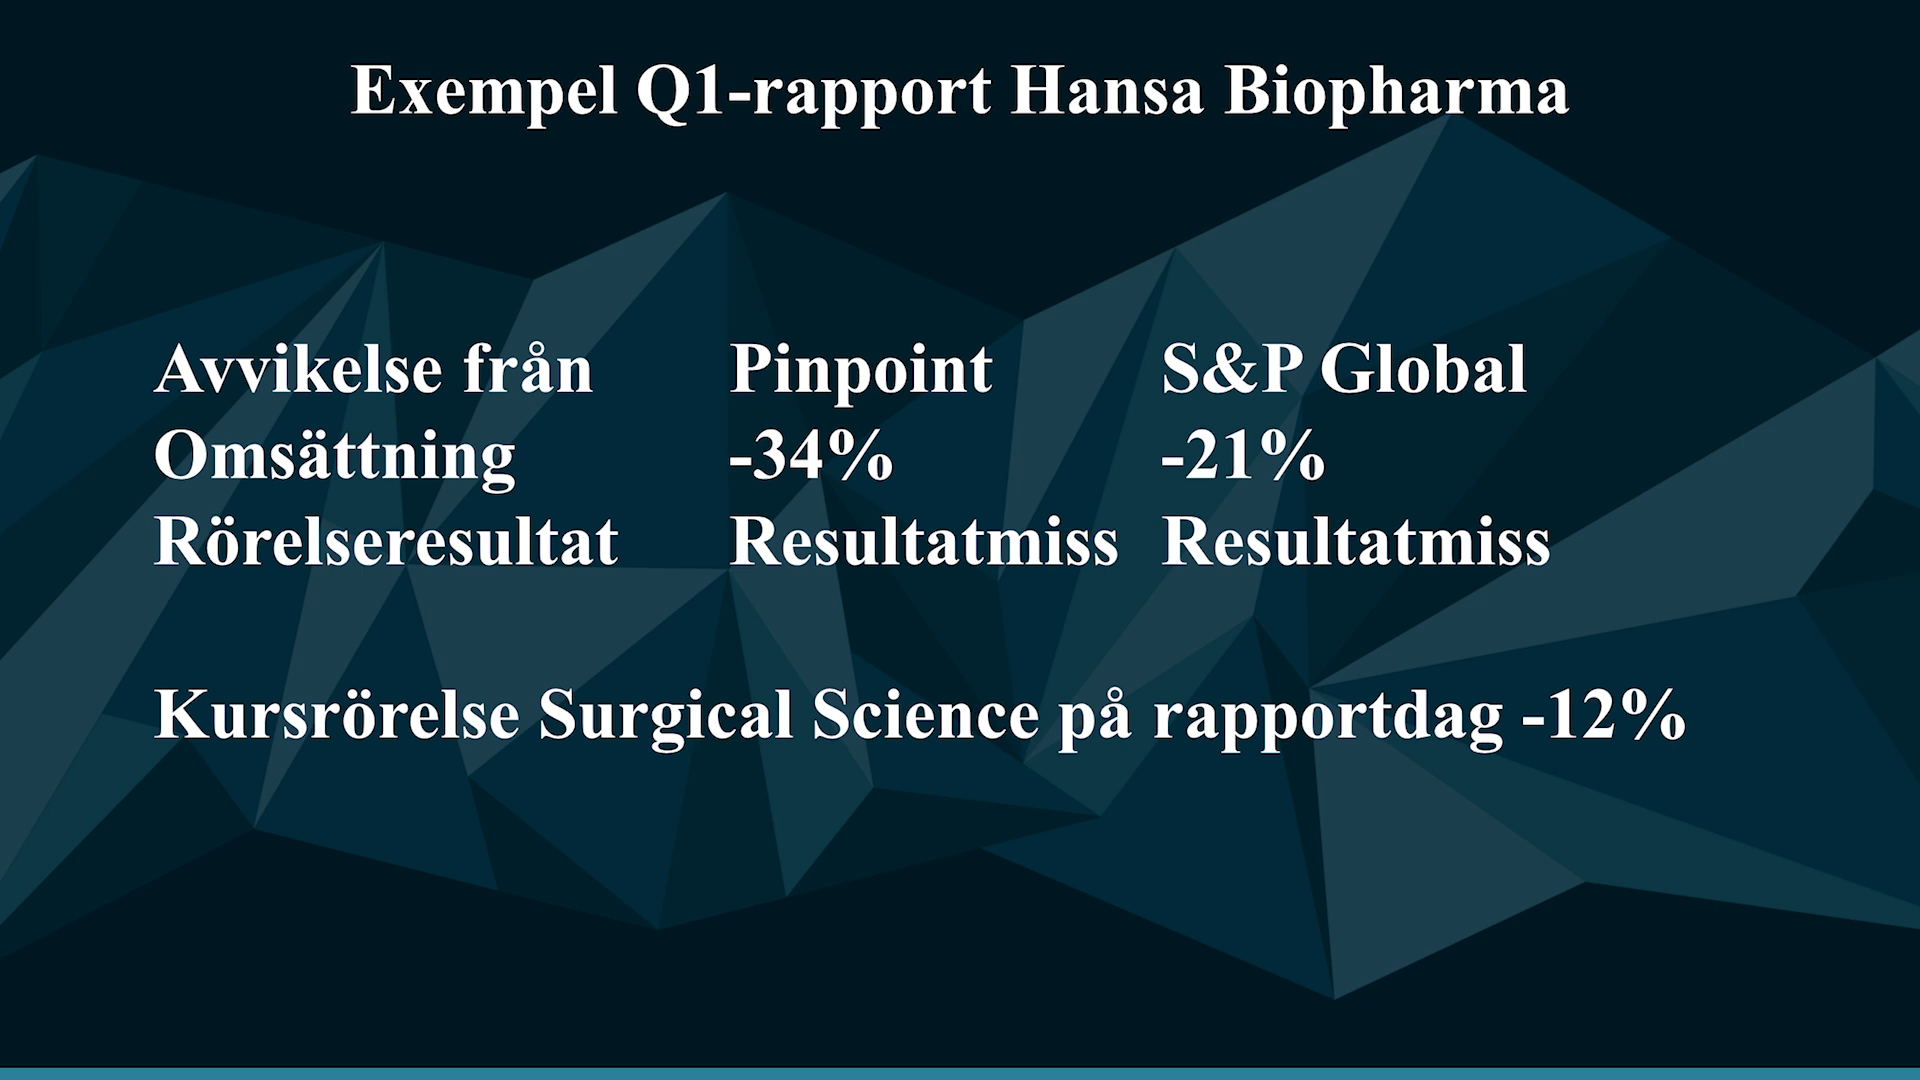 Exempel Q1-rapport Hansa Biopharma
Avvikelse från Pinpoint S&P Global
Omsättning -34% -21%
Rörelseresultat Resultatmiss Resultatmiss
Kursrörelse Surgical Science på rapportdag -12%